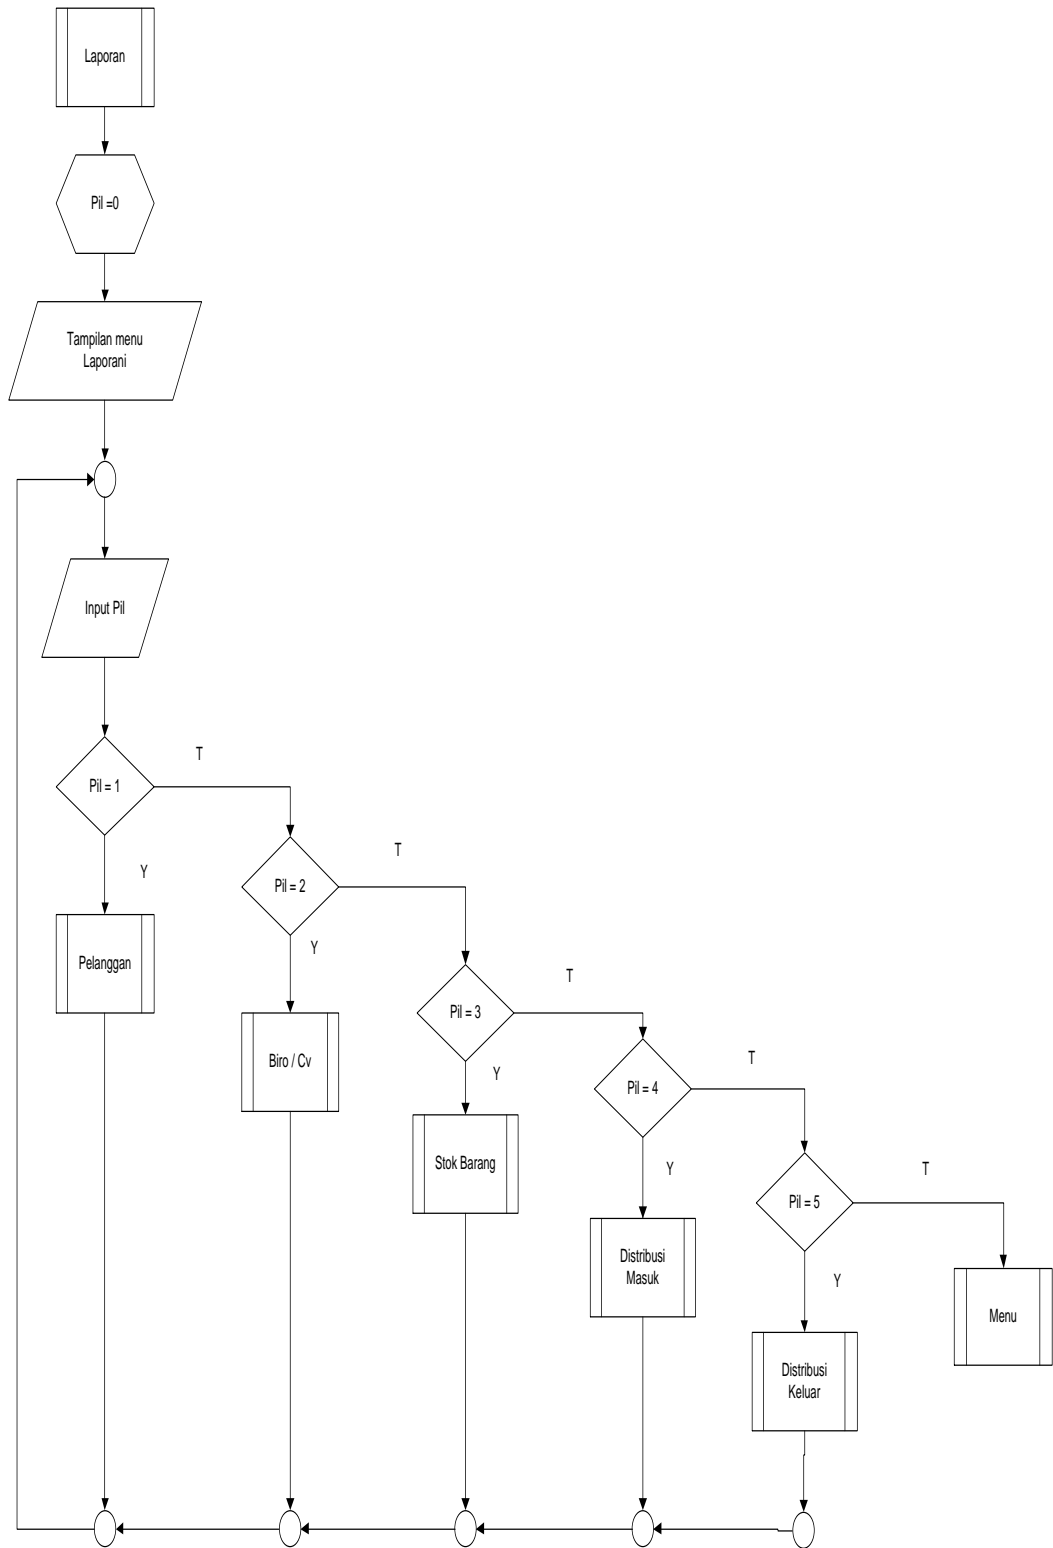 Laporan
Pil =0
Tampilan menu
Laporani
Input Pil
Pil = 1
T
Y
Pelanggan
Pil = 2
T
Y
Biro / Cv
Pil = 3
T
Y
Stok Barang
Pil = 4
T
Y
Distribusi
Masuk
Pil = 5
T
Y
Distribusi
Keluar
Menu